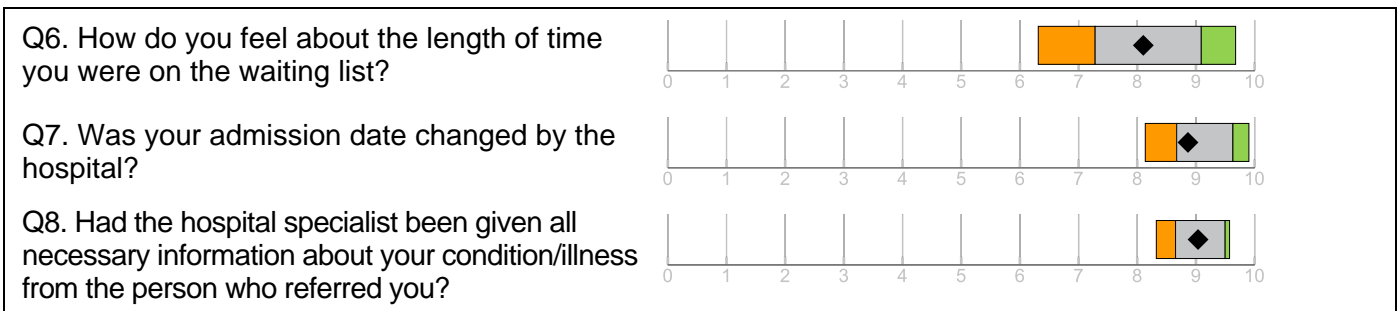 Q6. How do you feel about the length of time
you were on the waiting list?
0 1 2 3 4 5 6 7 8 9 10
Q7. Was your admission date changed by the
hospital?
0 1 2 3 4 5 6 7 8 9 10
Q8. Had the hospital specialist been given all
necessary information about your condition/illness
from the person who referred you?
0 1 2 3 4 5 6 7 8 9 10